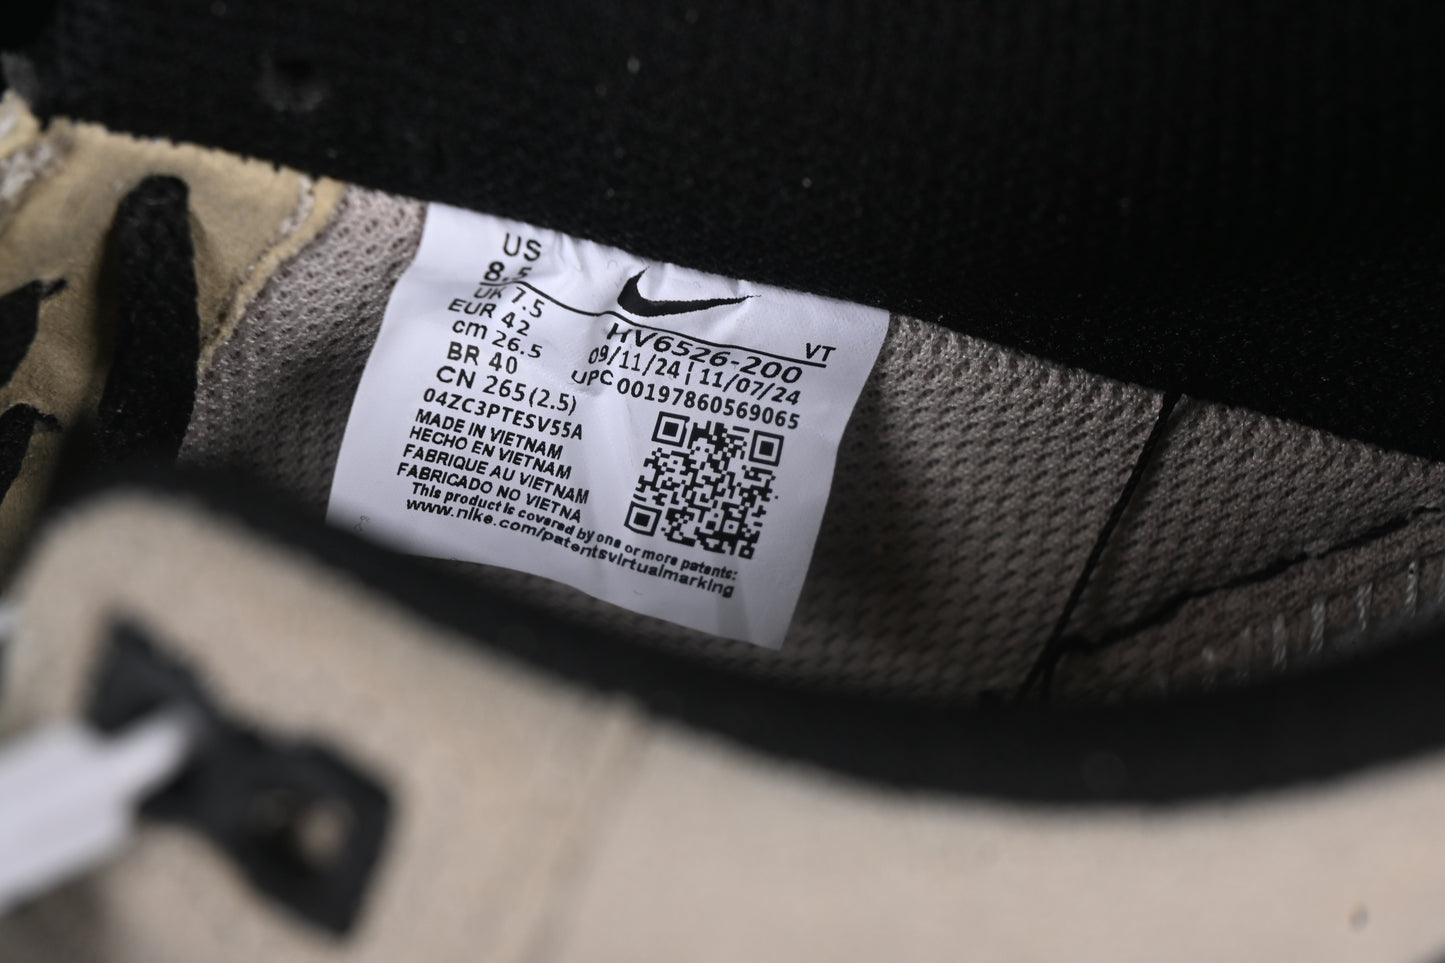 US
8.5
UK 7.5
EUR 42
cm 26.5
BR 40
CN 265(2.5)
04ZC3PTESV55A
MADE IN VIETNAM
HECHO EN VIETNAM
FABRIQUE AU VIETNAM
FABRICADO NO VIETNA
This product is covered by one or more patents:
www.nike.com/patentsvirtualmarking
VT
HV6526-200
09/11/24 | 11/07/24
UPC 00197860569065